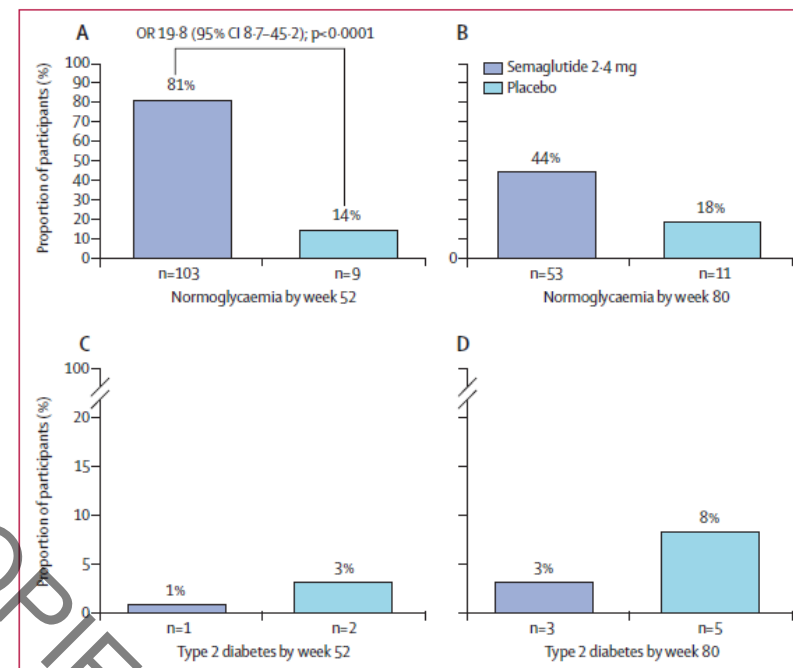 A
OR 19·8 (95% CI 8·7–45·2); p<0·0001
Proportion of participants (%)
100
90
80
70
60
50
40
30
20
10
0
81%
14%
n=103
n=9
Normoglycaemia by week 52
B
Semaglutide 2·4 mg
Placebo
44%
18%
0
n=53
n=11
Normoglycaemia by week 80
C
Proportion of participants (%)
100
20
15
10
5
0
1%
3%
n=1
n=2
Type 2 diabetes by week 52
D
3%
8%
n=3
n=5
Type 2 diabetes by week 80